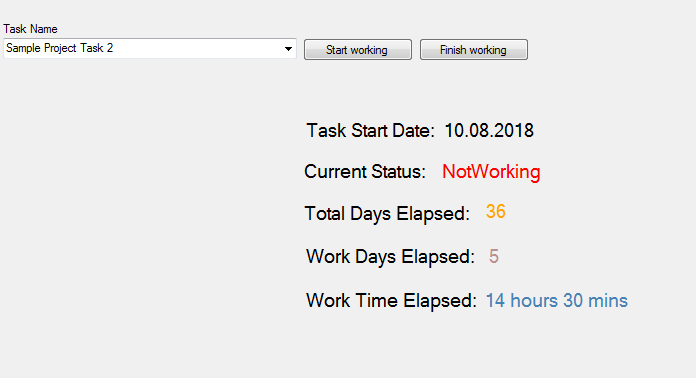 Task Name
Sample Project Task 2 Start working Finish working
Task Start Date: 10.08.2018
Current Status: NotWorking
Total Days Elapsed: 36
Work Days Elapsed: 5
Work Time Elapsed: 14 hours 30 mins